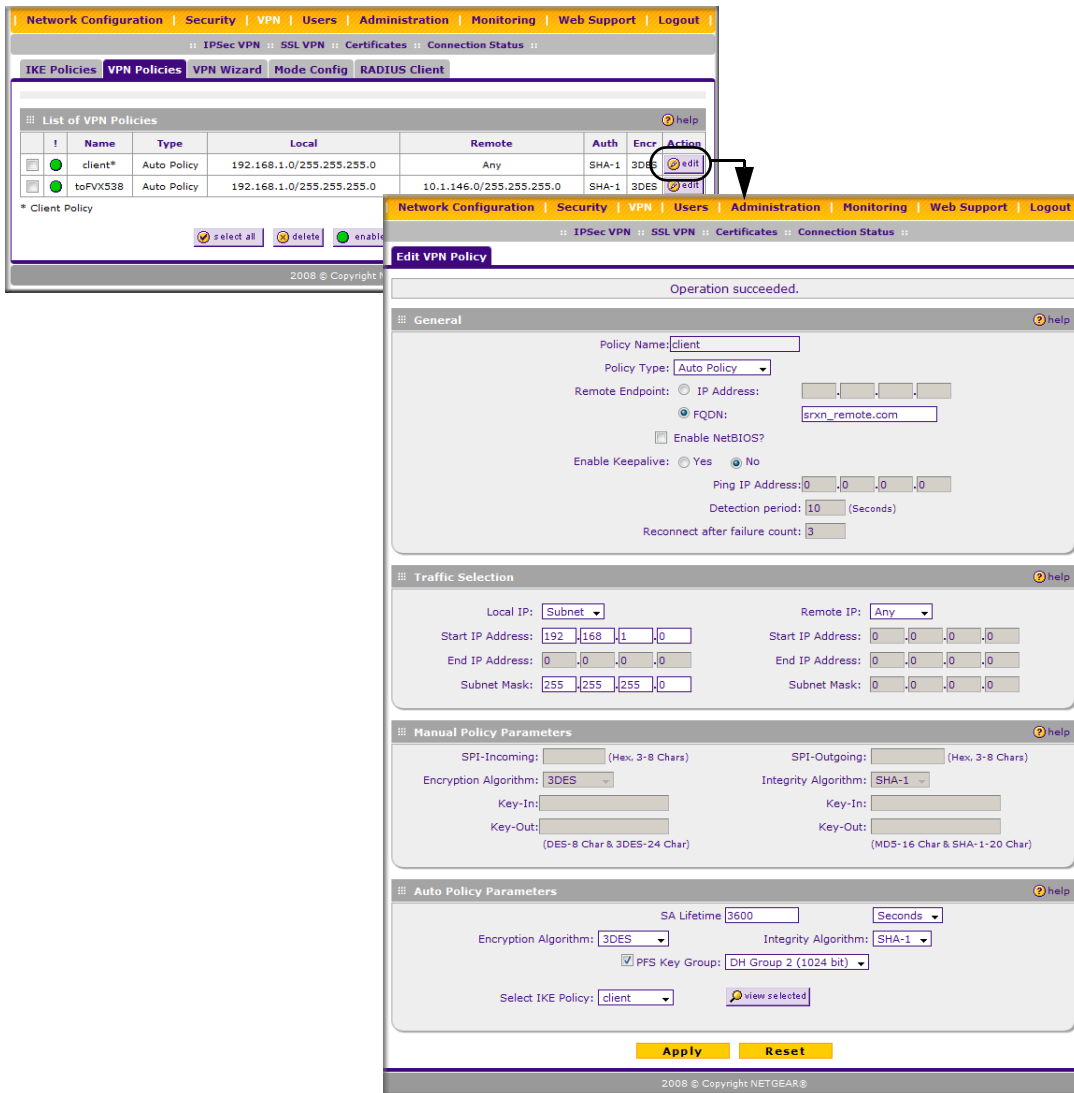 | Network Configuration | Security | VPN | Users | Administration | Monitoring | Web Support | Logout |
:: IPSec VPN :: SSL VPN :: Certificates :: Connection Status ::
IKE Policies VPN Policies VPN Wizard Mode Config RADIUS Client
List of VPN Policies ? help
! Name Type Local Remote Auth Encr Action
client* Auto Policy 192.168.1.0/255.255.255.0 Any SHA-1 3DES edit
toFVX538 Auto Policy 192.168.1.0/255.255.255.0 10.1.146.0/255.255.255.0 SHA-1 3DES edit
* Client Policy
select all delete enable
2008 © Copyright
Network Configuration | Security | VPN | Users | Administration | Monitoring | Web Support | Logout
:: IPSec VPN :: SSL VPN :: Certificates :: Connection Status ::
Edit VPN Policy
Operation succeeded.
General ? help
Policy Name: client
Policy Type: Auto Policy
Remote Endpoint: IP Address: . . .
FQDN: srxn_remote.com
Enable NetBIOS?
Enable Keepalive: Yes No
Ping IP Address: 0 .0 .0 .0
Detection period: 10 (Seconds)
Reconnect after failure count: 3
Traffic Selection ? help
Local IP: Subnet Remote IP: Any
Start IP Address: 192 .168 .1 .0 Start IP Address: 0 .0 .0 .0
End IP Address: 0 .0 .0 .0 End IP Address: 0 .0 .0 .0
Subnet Mask: 255 .255 .255 .0 Subnet Mask: 0 .0 .0 .0
Manual Policy Parameters ? help
SPI-Incoming: (Hex, 3-8 Chars) SPI-Outgoing: (Hex, 3-8 Chars)
Encryption Algorithm: 3DES Integrity Algorithm: SHA-1
Key-In: Key-In:
Key-Out: Key-Out:
(DES-8 Char & 3DES-24 Char) (MD5-16 Char & SHA-1-20 Char)
Auto Policy Parameters ? help
SA Lifetime 3600 Seconds
Encryption Algorithm: 3DES Integrity Algorithm: SHA-1
PFS Key Group: DH Group 2 (1024 bit)
Select IKE Policy: client view selected
Apply Reset
2008 © Copyright NETGEAR®